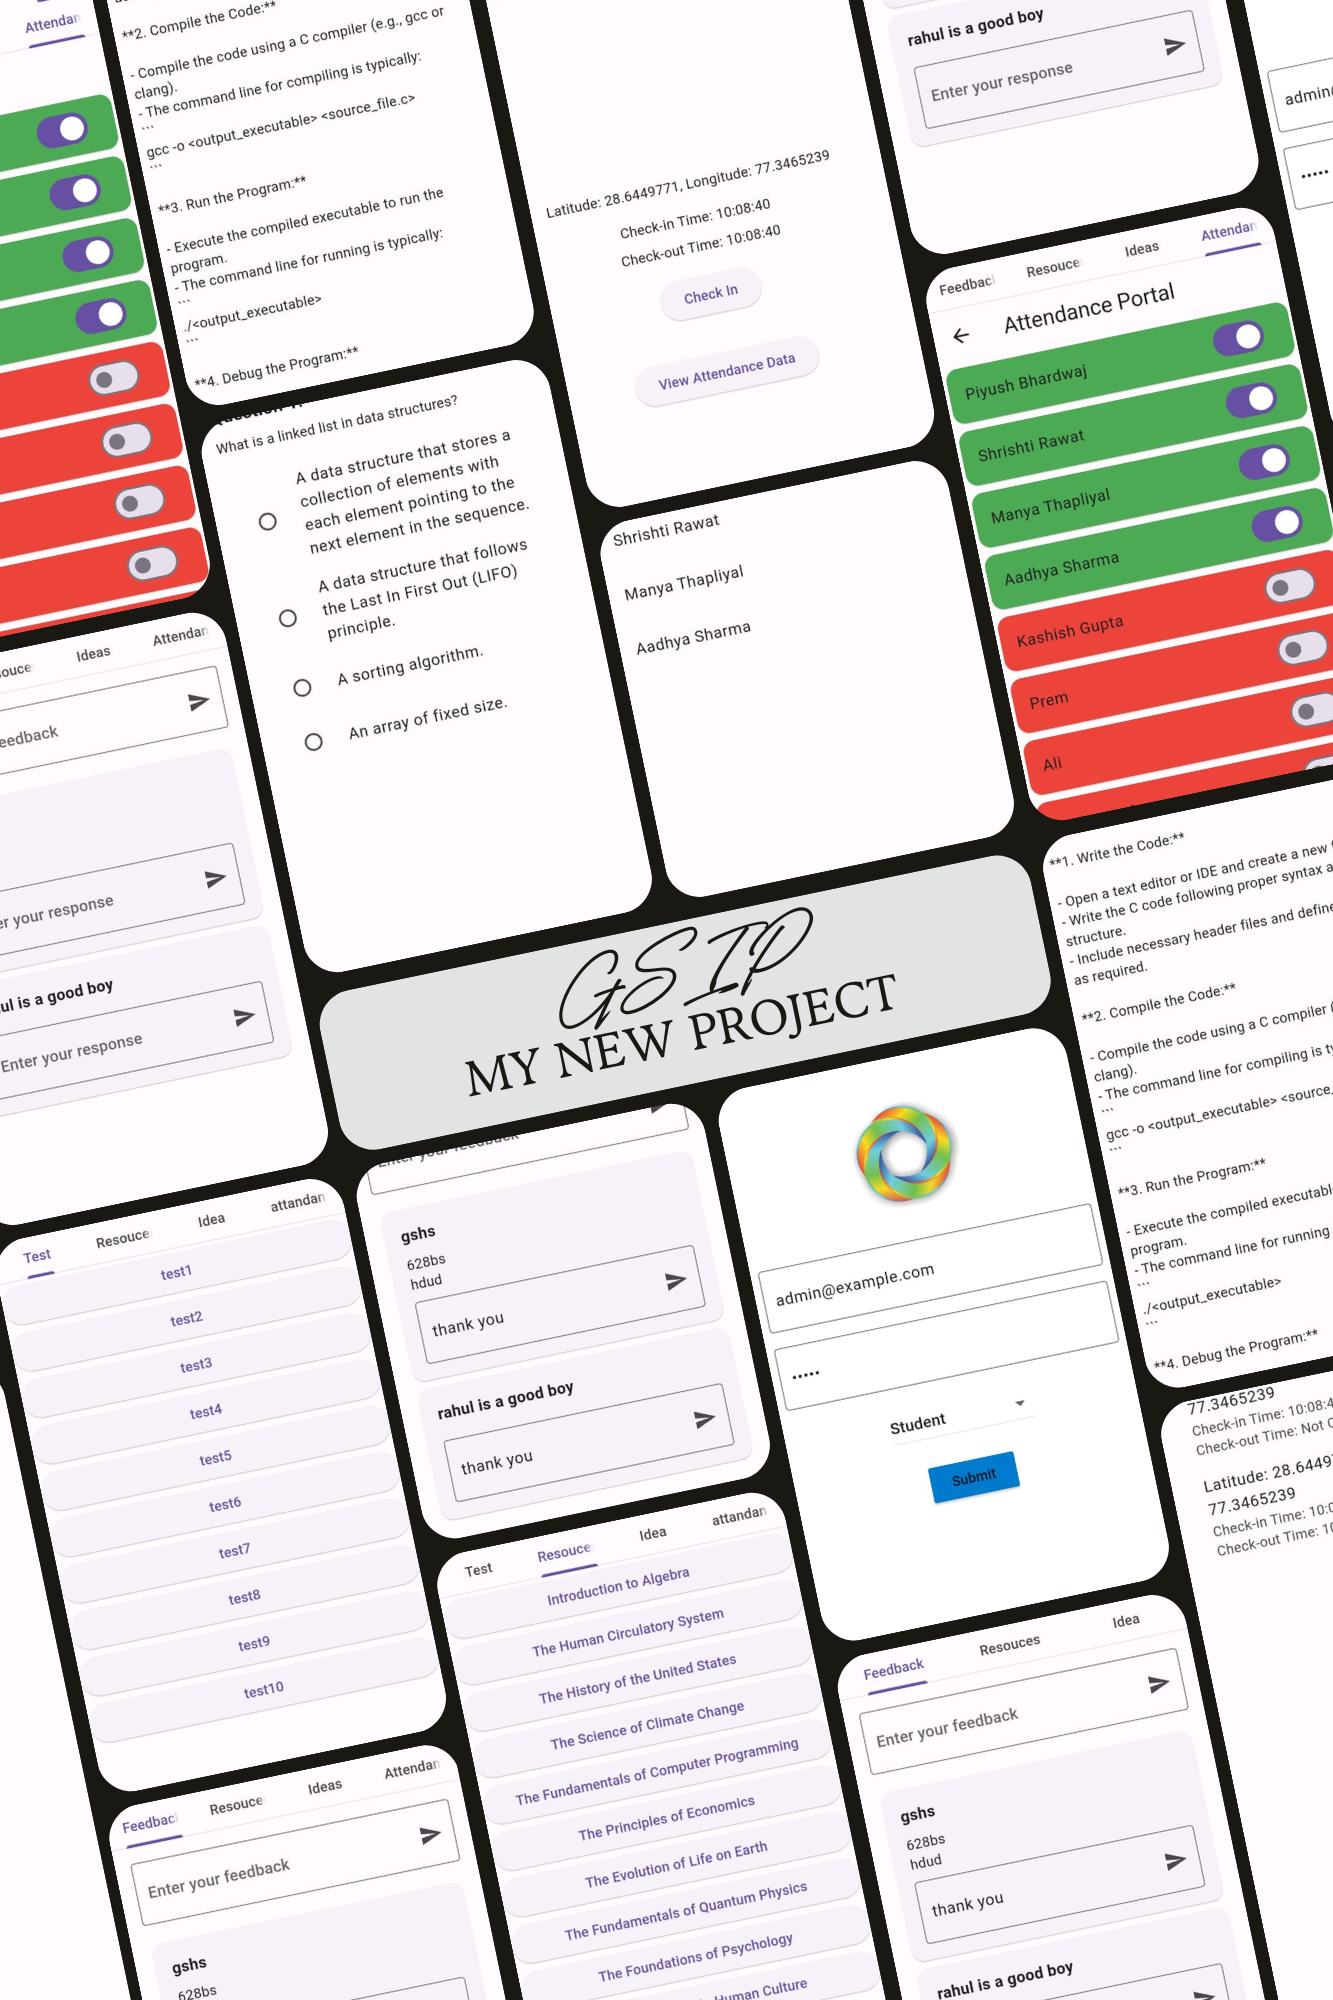 Attendan
**2. Compile the Code:**
- Compile the code using a C compiler (e.g., gcc or
clang).
- The command line for compiling is typically:
```
gcc -o <output_executable> <source_file.c>
```
**3. Run the Program:**
- Execute the compiled executable to run the
program.
- The command line for running is typically:
```
./<output_executable>
```
**4. Debug the Program:**
What is a linked list in data structures?
A data structure that stores a
collection of elements with
each element pointing to the
next element in the sequence.
A data structure that follows
the Last In First Out (LIFO)
principle.
A sorting algorithm.
An array of fixed size.
Latitude: 28.6449771, Longitude: 77.3465239
Check-in Time: 10:08:40
Check-out Time: 10:08:40
Check In
View Attendance Data
Shrishti Rawat
Manya Thapliyal
Aadhya Sharma
rahul is a good boy
Enter your response
Feedbac Resouce Ideas Attendan
Attendance Portal
Piyush Bhardwaj
Shrishti Rawat
Manya Thapliyal
Aadhya Sharma
Kashish Gupta
Prem
Ali
admin
•••••
ouce Ideas Attendan
eedback
er your response
ul is a good boy
Enter your response
GSIP
MY NEW PROJECT
**1. Write the Code:**
- Open a text editor or IDE and create a new
- Write the C code following proper syntax a
structure.
- Include necessary header files and define
as required.
**2. Compile the Code:**
- Compile the code using a C compiler (
clang).
- The command line for compiling is ty
```
gcc -o <output_executable> <source_
```
**3. Run the Program:**
- Execute the compiled executabl
program.
- The command line for running
```
./<output_executable>
```
**4. Debug the Program:**
Test Resouce Idea attandan
test1
test2
test3
test4
test5
test6
test7
test8
test9
test10
Enter your feedback
gshs
628bs
hdud
thank you
rahul is a good boy
thank you
admin@example.com
•••••
Student
Submit
77.3465239
Check-in Time: 10:08:4
Check-out Time: Not
Latitude: 28.6449
77.3465239
Check-in Time: 10:0
Check-out Time: 10
Test Resouce Idea attandan
Introduction to Algebra
The Human Circulatory System
The History of the United States
The Science of Climate Change
The Fundamentals of Computer Programming
The Principles of Economics
The Evolution of Life on Earth
The Fundamentals of Quantum Physics
The Foundations of Psychology
Human Culture
Feedbac Resouce Ideas Attendan
Enter your feedback
gshs
628bs
Feedback Resouces Idea
Enter your feedback
gshs
628bs
hdud
thank you
rahul is a good boy